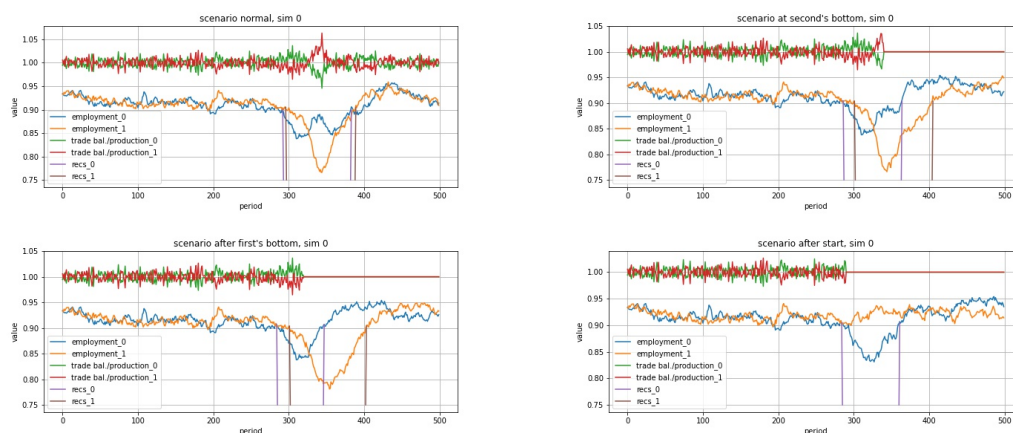 scenario normal, sim 0
1.05
1.00
0.95
0.90
0.85
0.80
0.75
value
employment_0
employment_1
trade bal./production_0
trade bal./production_1
recs_0
recs_1
0 100 200 300 400 500
period
scenario at second's bottom, sim 0
1.05
1.00
0.95
0.90
0.85
0.80
0.75
value
employment_0
employment_1
trade bal./production_0
trade bal./production_1
recs_0
recs_1
0 100 200 300 400 500
period
scenario after first's bottom, sim 0
1.05
1.00
0.95
0.90
0.85
0.80
0.75
value
employment_0
employment_1
trade bal./production_0
trade bal./production_1
recs_0
recs_1
0 100 200 300 400 500
period
scenario after start, sim 0
1.00
0.95
0.90
0.85
0.80
0.75
value
employment_0
employment_1
trade bal./production_0
trade bal./production_1
recs_0
recs_1
0 100 200 300 400 500
period